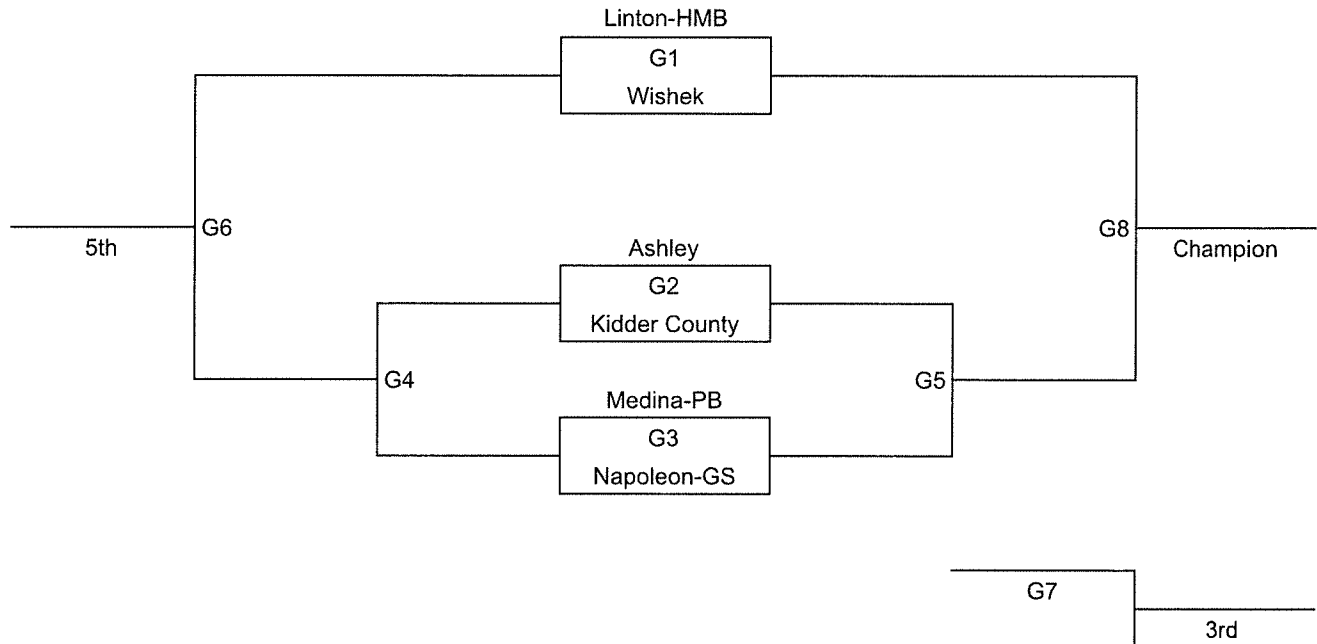 Linton-HMB
G1
Wishek
G6
5th
G8
Champion
Ashley
G2
Kidder County
G4
G5
Medina-PB
G3
Napoleon-GS
G7
3rd